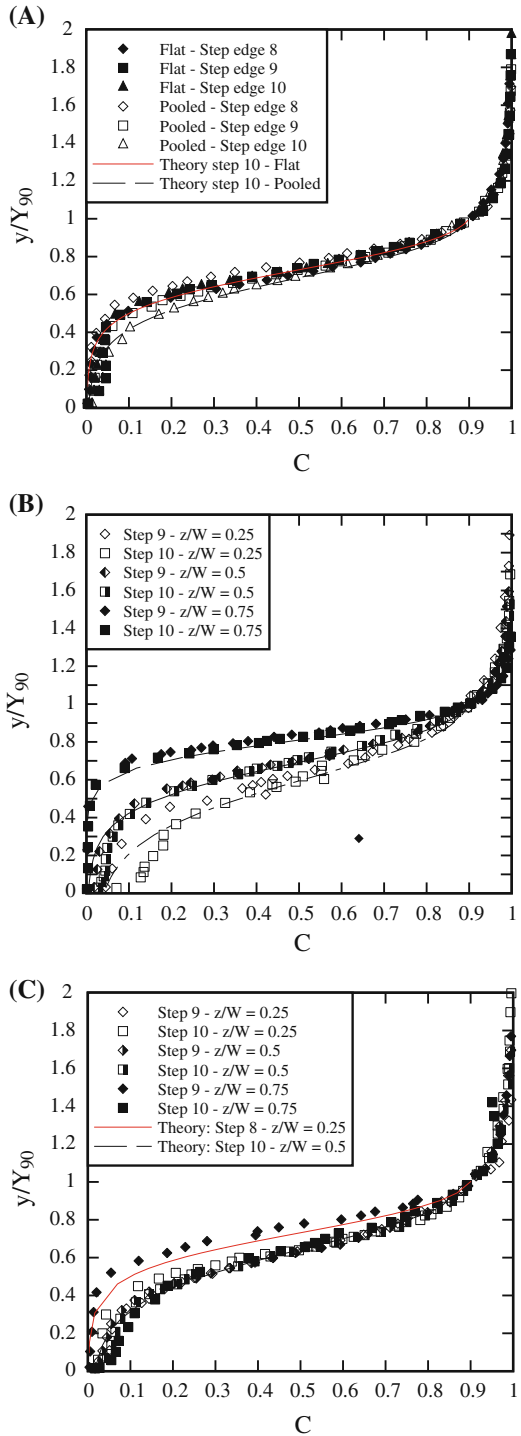 (A)
2
1.8
1.6
1.4
1.2
1
0.8
0.6
0.4
0.2
0
y/Y90
Flat - Step edge 8
Flat - Step edge 9
Flat - Step edge 10
Pooled - Step edge 8
Pooled - Step edge 9
Pooled - Step edge 10
Theory step 10 - Flat
Theory step 10 - Pooled
0 0.1 0.2 0.3 0.4 0.5 0.6 0.7 0.8 0.9 1
C
(B)
2
1.8
1.6
1.4
1.2
1
0.8
0.6
0.4
0.2
0
y/Y90
Step 9 - z/W = 0.25
Step 10 - z/W = 0.25
Step 9 - z/W = 0.5
Step 10 - z/W = 0.5
Step 9 - z/W = 0.75
Step 10 - z/W = 0.75
0 0.1 0.2 0.3 0.4 0.5 0.6 0.7 0.8 0.9 1
C
(C)
2
1.8
1.6
1.4
1.2
1
0.8
0.6
0.4
0.2
0
y/Y90
Step 9 - z/W = 0.25
Step 10 - z/W = 0.25
Step 9 - z/W = 0.5
Step 10 - z/W = 0.5
Step 9 - z/W = 0.75
Step 10 - z/W = 0.75
Theory: Step 8 - z/W = 0.25
Theory: Step 10 - z/W = 0.5
0 0.1 0.2 0.3 0.4 0.5 0.6 0.7 0.8 0.9 1
C